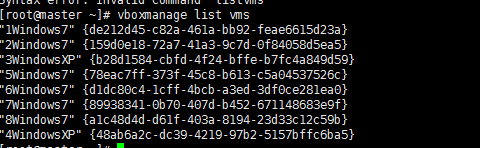 Syntax error: Invalid command 'listvms'
[root@master ~]# vboxmanage list vms
"1Windows7" {de212d45-c82a-461a-bb92-feae6615d23a}
"2Windows7" {159d0e18-72a7-41a3-9c7d-0f84058d5ea5}
"3WindowsXP" {b28d1584-cbfd-4f24-bffe-b7fc4a849d59}
"5Windows7" {78eac7ff-373f-45c8-b613-c5a04537526c}
"6Windows7" {d1dc80c4-1cff-4bcb-a3ed-3df0ce281ea0}
"7Windows7" {89938341-0b70-407d-b452-671148683e9f}
"8Windows7" {a1c48d4d-d61f-403a-8194-23d33c12c59b}
"4WindowsXP" {48ab6a2c-dc39-4219-97b2-5157bffc6ba5}
[root@master ~]#